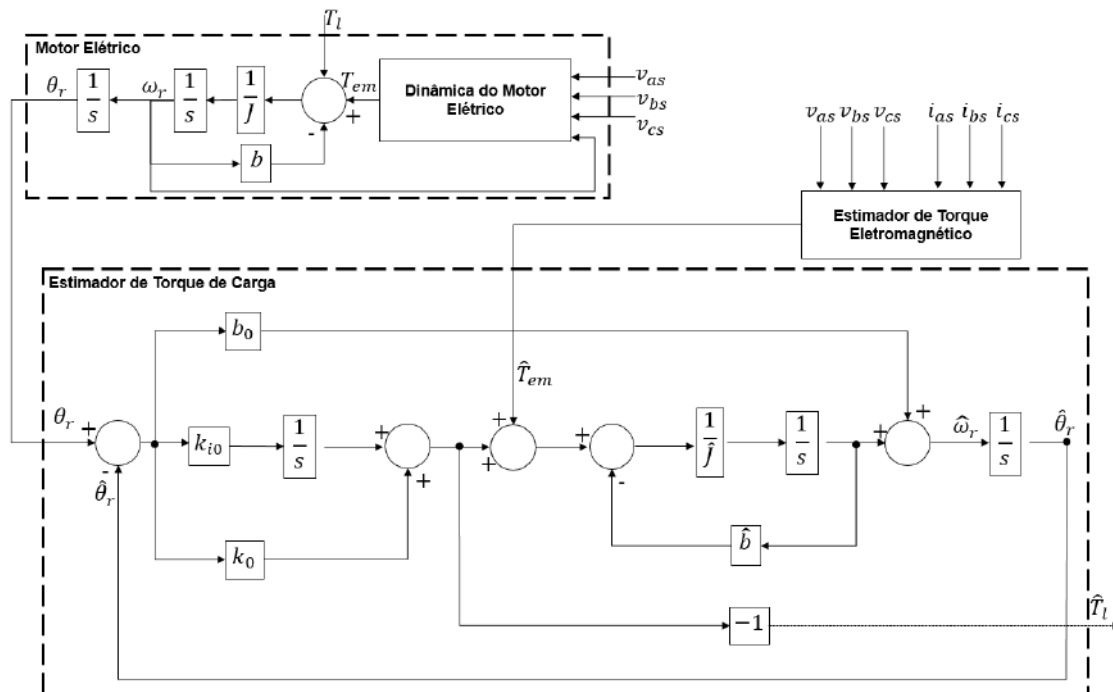 T_l
Motor Elétrico
θ_r
1/s
ω_r
1/s
1/J
T_em
+
-
b
Dinâmica do Motor
Elétrico
v_as
v_bs
v_cs
v_as v_bs v_cs i_as i_bs i_cs
Estimador de Torque
Eletromagnético
Estimador de Torque de Carga
b_0
T̂_em
θ_r
+
-
θ̂_r
k_i0
1/s
+
+
k_0
+
+
+
-
1/Ĵ
1/s
b̂
+
+
ω̂_r
1/s
θ̂_r
−1
T̂_l